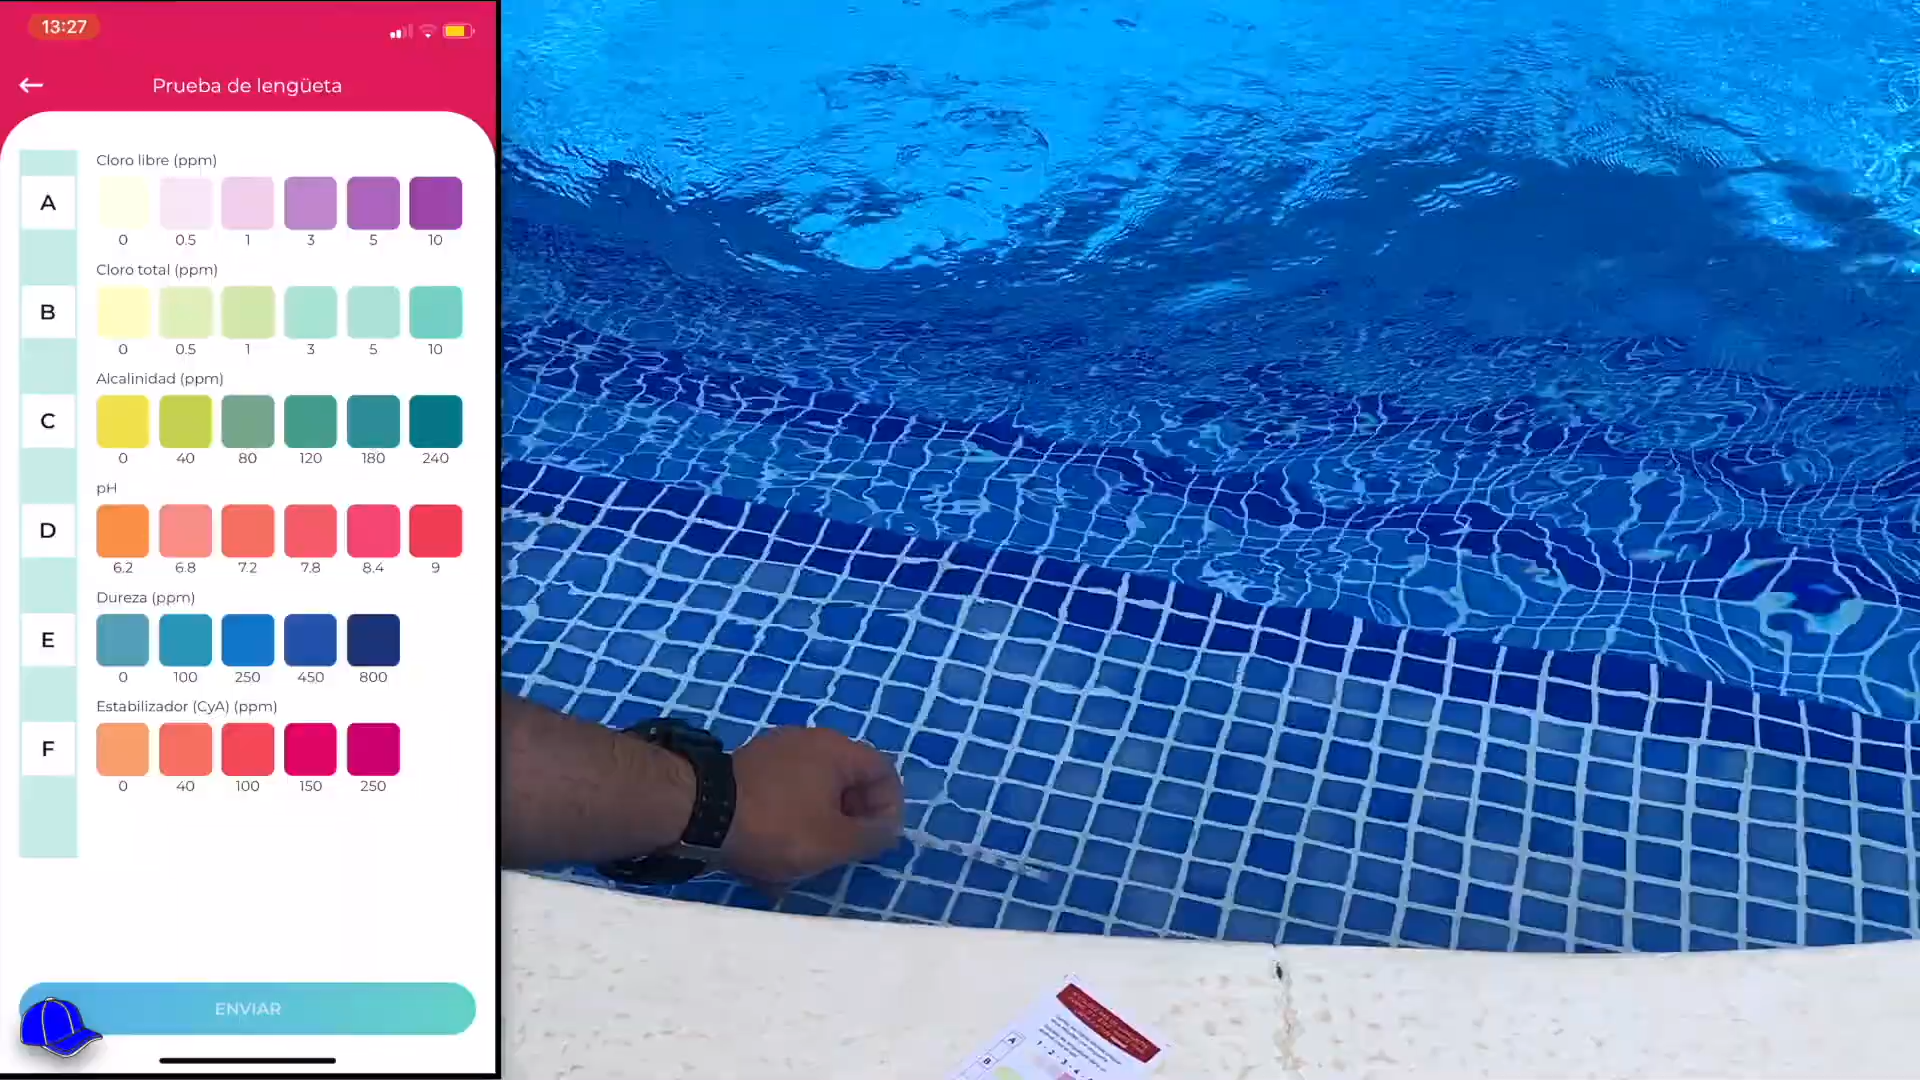 13:27
Prueba de lengüeta
Cloro libre (ppm)
A
0 0.5 1 3 5 10
Cloro total (ppm)
B
0 0.5 1 3 5 10
Alcalinidad (ppm)
C
0 40 80 120 180 240
pH
D
6.2 6.8 7.2 7.8 8.4 9
Dureza (ppm)
E
0 100 250 450 800
Estabilizador (CyA) (ppm)
F
0 40 100 150 250
ENVIAR
A
B